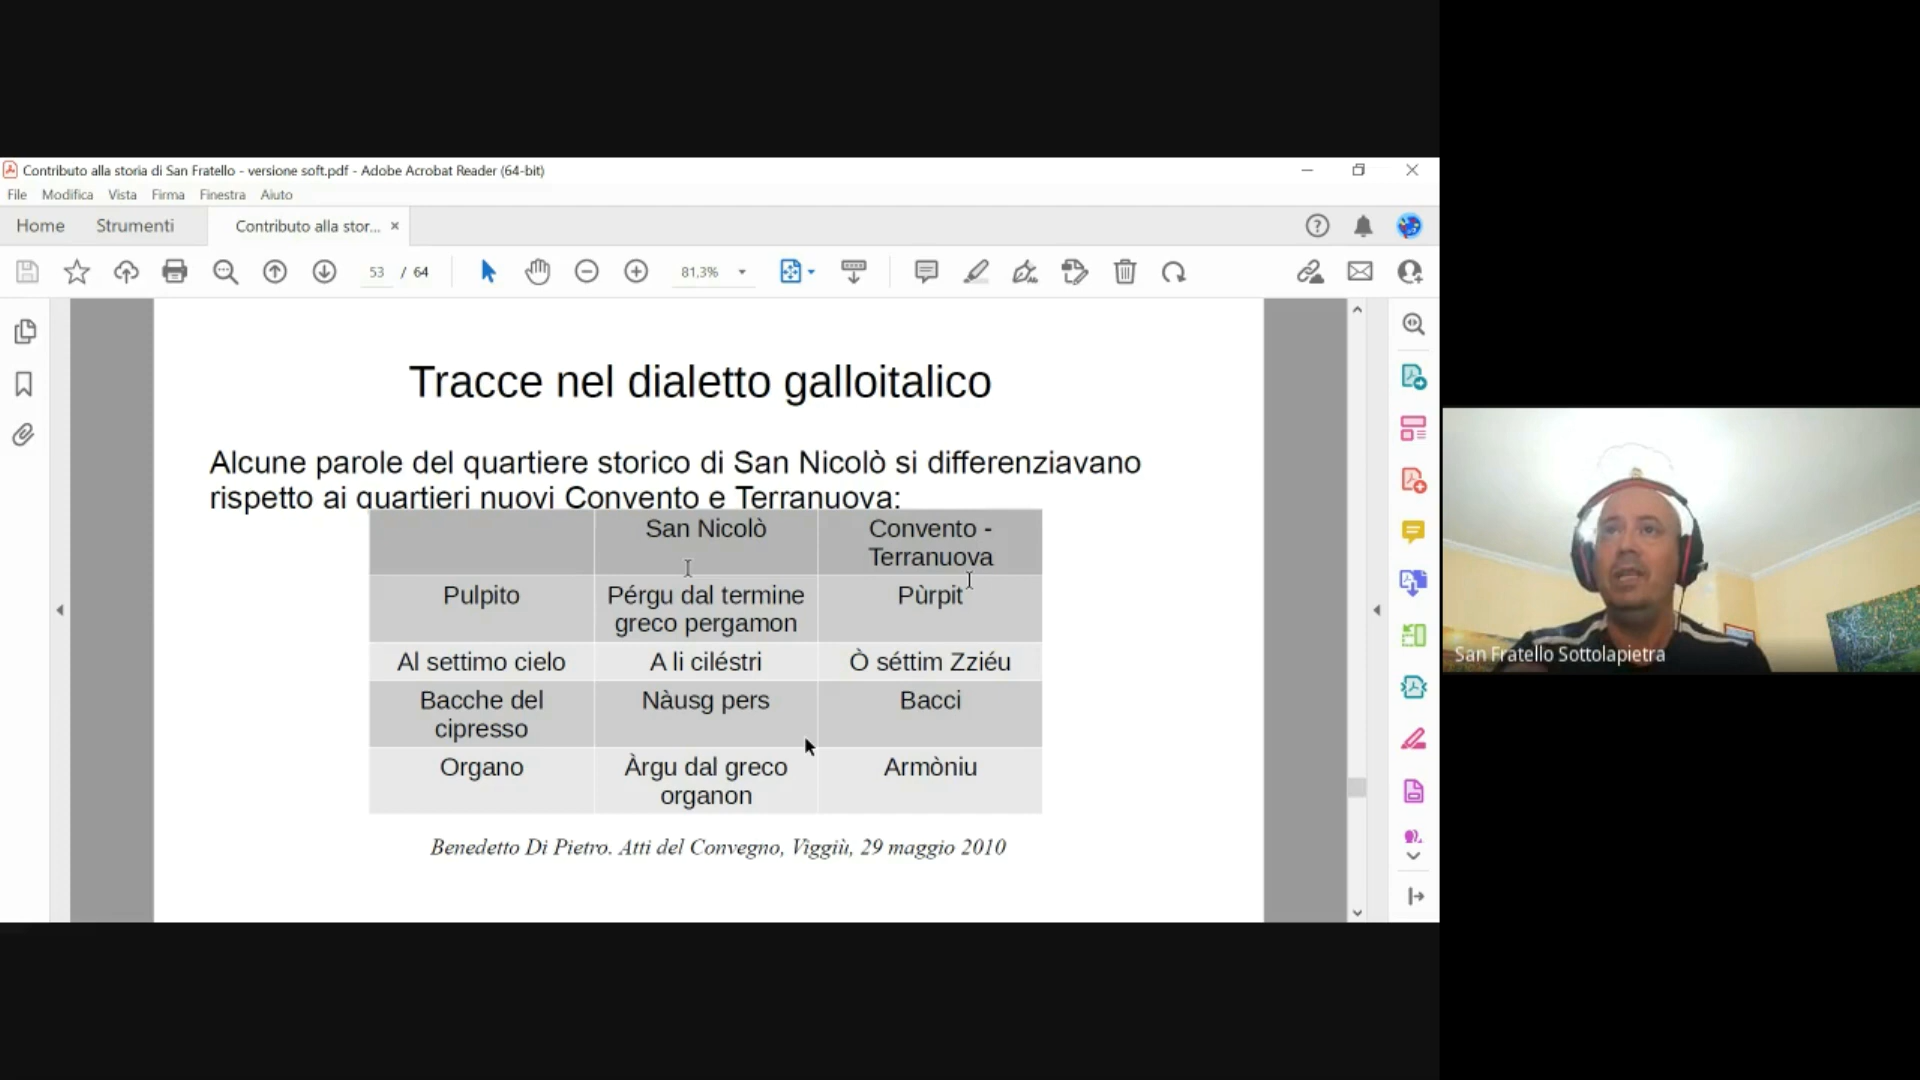 Contributo alla storia di San Fratello - versione soft.pdf - Adobe Acrobat Reader (64-bit)
File Modifica Vista Firma Finestra Aiuto
Home Strumenti Contributo alla stor...
53 / 64 81,3%
Tracce nel dialetto galloitalico
Alcune parole del quartiere storico di San Nicolò si differenziavano
rispetto ai quartieri nuovi Convento e Terranuova:
San Nicolò
Convento -
Terranuova
Pulpito
Pérgu dal termine
greco pergamon
Pùrpit
Al settimo cielo
A li ciléstri
Ò séttim Zziéu
Bacche del
cipresso
Nàusg pers
Bacci
Organo
Àrgu dal greco
organon
Armòniu
Benedetto Di Pietro. Atti del Convegno, Viggiù, 29 maggio 2010
San Fratello Sottolapietra